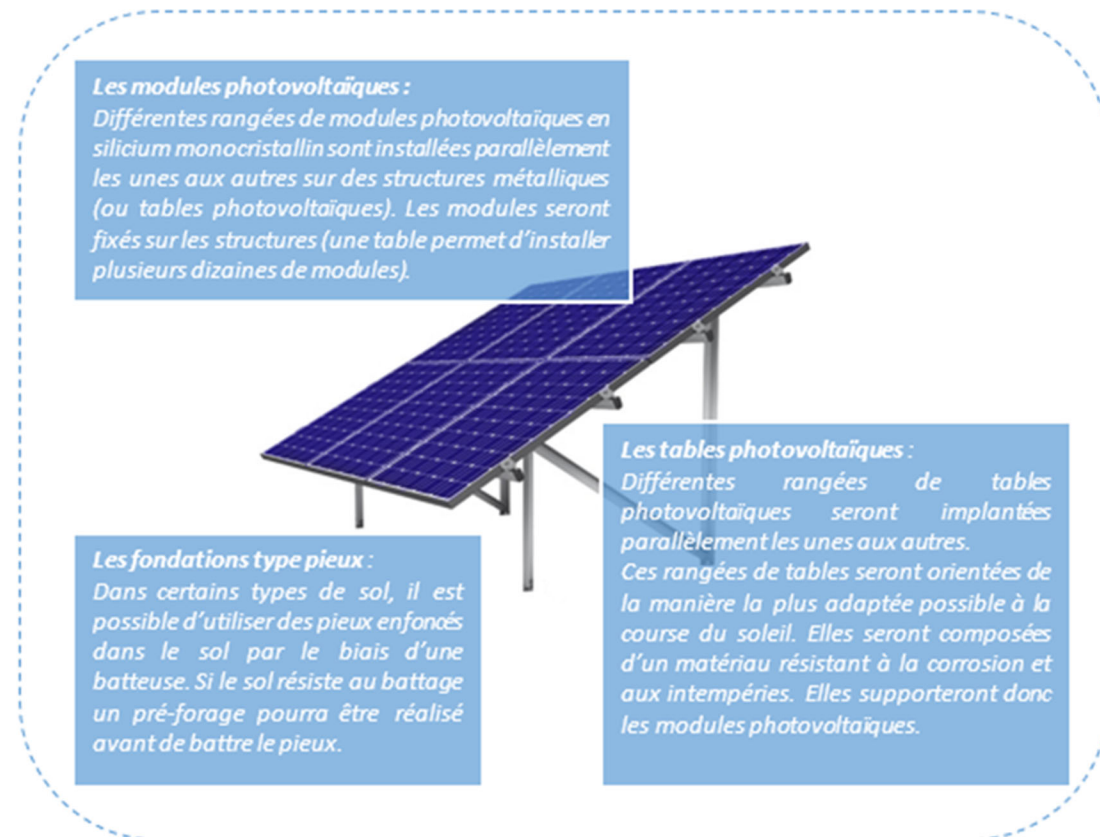 Les modules photovoltaïques :
Différentes rangées de modules photovoltaïques en
silicium monocristallin sont installées parallèlement
les unes aux autres sur des structures métalliques
(ou tables photovoltaïques). Les modules seront
fixés sur les structures (une table permet d'installer
plusieurs dizaines de modules).
Les tables photovoltaïques :
Différentes rangées de tables
photovoltaïques seront implantées
parallèlement les unes aux autres.
Ces rangées de tables seront orientées de
la manière la plus adaptée possible à la
course du soleil. Elles seront composées
d'un matériau résistant à la corrosion et
aux intempéries. Elles supporteront donc
les modules photovoltaïques.
Les fondations type pieux :
Dans certains types de sol, il est
possible d'utiliser des pieux enfoncés
dans le sol par le biais d'une
batteuse. Si le sol résiste au battage
un pré-forage pourra être réalisé
avant de battre le pieux.